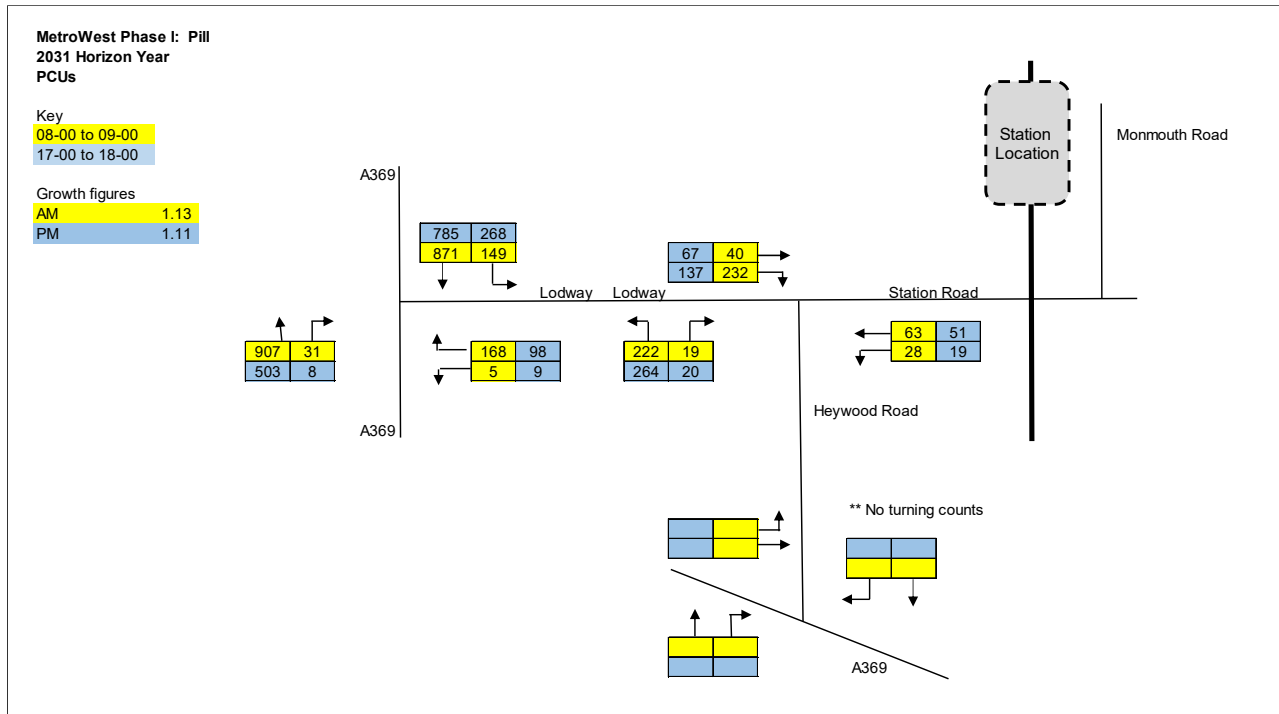 MetroWest Phase I: Pill
2031 Horizon Year
PCUs
Key
08-00 to 09-00
17-00 to 18-00
Growth figures
AM 1.13
PM 1.11
Station
Location
Monmouth Road
A369
785 268
871 149
67 40
137 232
Lodway Lodway
Station Road
907 31
503 8
168 98
5 9
222 19
264 20
63 51
28 19
Heywood Road
A369
** No turning counts
A369